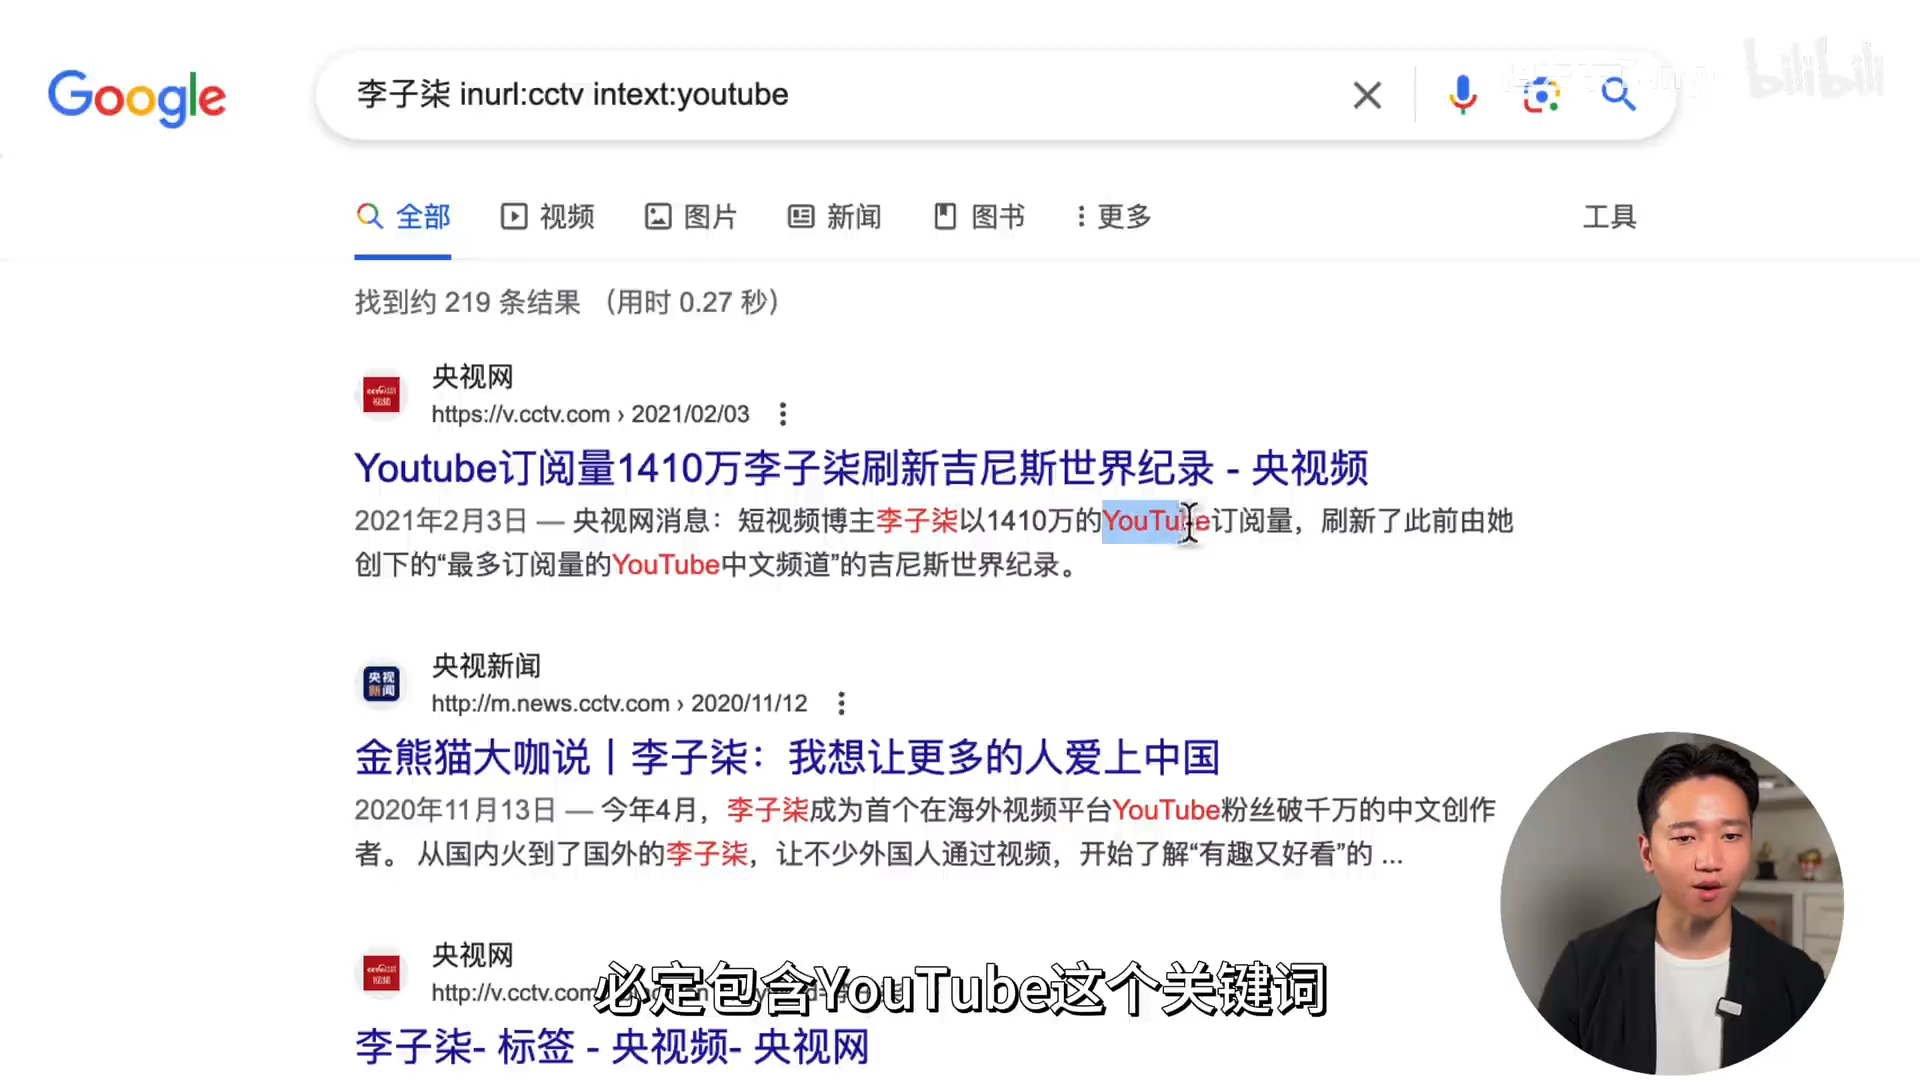 Google
李子柒 inurl:cctv intext:youtube
bilibili
全部
视频
图片
新闻
图书
更多
工具
找到约 219 条结果 （用时 0.27 秒）
央视网
https://v.cctv.com › 2021/02/03
Youtube订阅量1410万李子柒刷新吉尼斯世界纪录 - 央视频
2021年2月3日 — 央视网消息：短视频博主李子柒以1410万的YouTube订阅量，刷新了此前由她
创下的“最多订阅量的YouTube中文频道”的吉尼斯世界纪录。
央视新闻
央视
新闻
http://m.news.cctv.com › 2020/11/12
金熊猫大咖说丨李子柒：我想让更多的人爱上中国
2020年11月13日 — 今年4月，李子柒成为首个在海外视频平台YouTube粉丝破千万的中文创作
者。 从国内火到了国外的李子柒，让不少外国人通过视频，开始了解“有趣又好看”的 ...
央视网
http://v.cctv.com
必定包含YouTube这个关键词
李子柒- 标签 - 央视频- 央视网